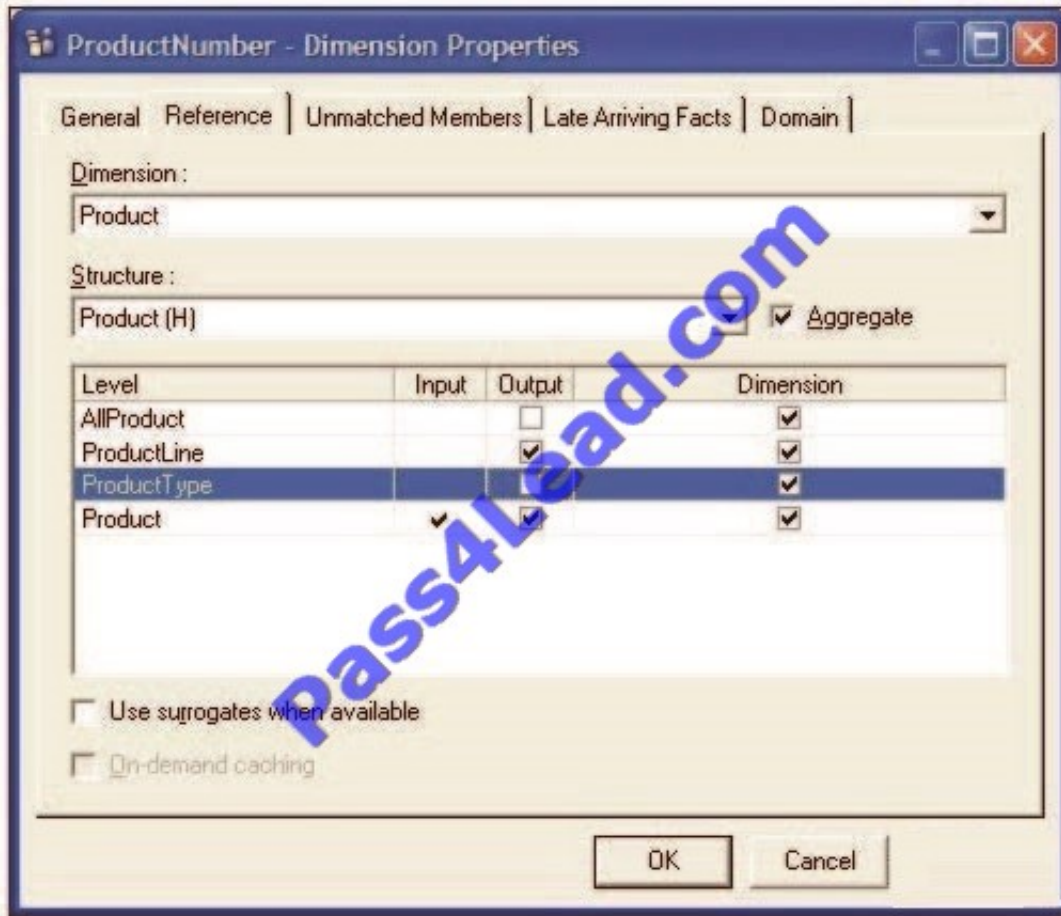 ProductNumber - Dimension Properties
General Reference Unmatched Members Late Arriving Facts Domain
Dimension :
Product
Structure :
Product (H)
Aggregate
Level Input Output Dimension
AllProduct
ProductLine
ProductType
Product
Use surrogates when available
On-demand caching
OK Cancel
Pass4Lead.com